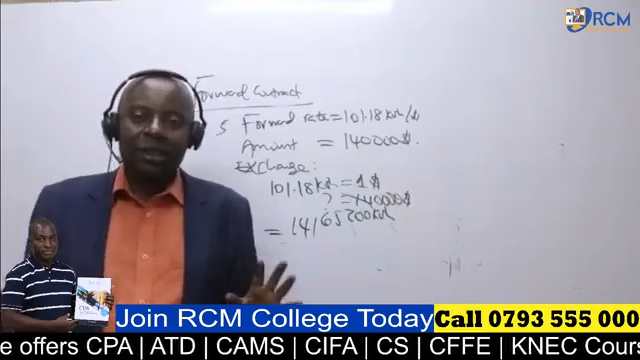 RCM
Forward Contract
Forward rate = 101.18 ksh/$
Amount = 140000$.
Exchange:
101.18 ksh = 1 $
? = 140000$
= 14165200 Ksh
CPA
Join RCM College Today
Call 0793 555 000
e offers CPA | ATD | CAMS | CIFA | CS | CFFE | KNEC Cours